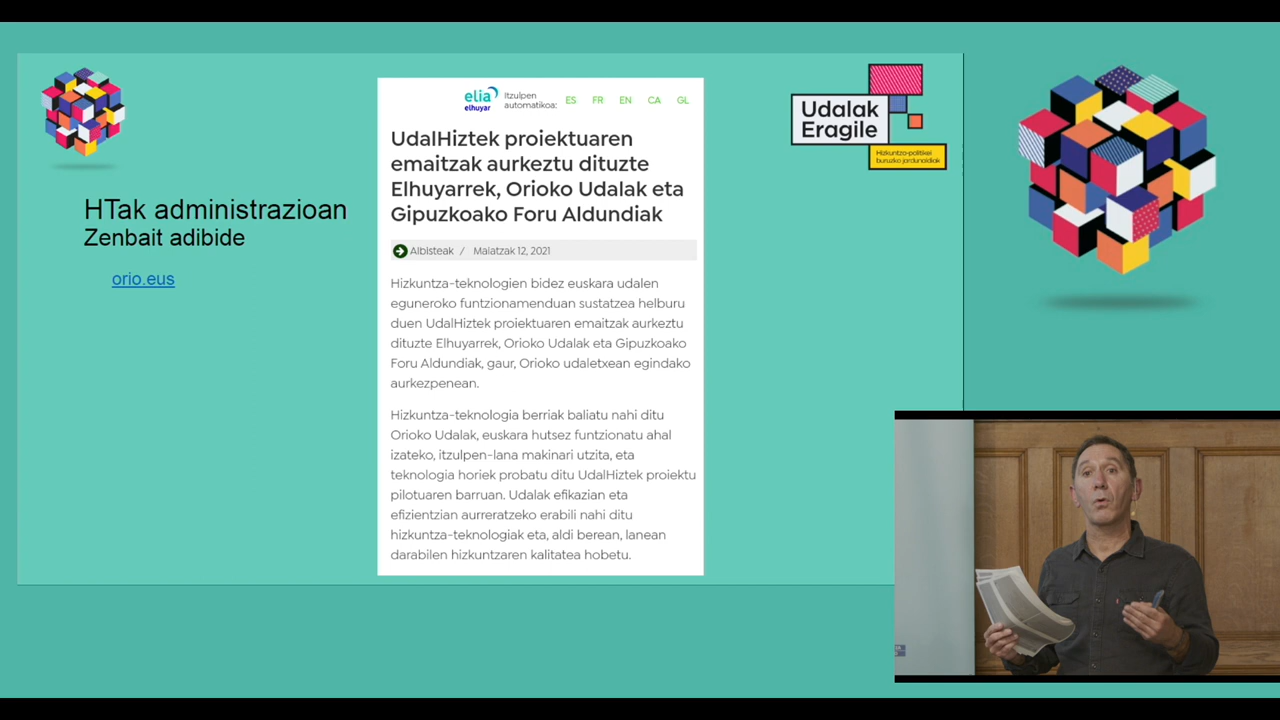 HTak administrazioan
Zenbait adibide
orio.eus
elia
elhuyar
Itzulpen
automatikoa:
ES FR EN CA GL
UdalHiztek proiektuaren
emaitzak aurkeztu dituzte
Elhuyarrek, Orioko Udalak eta
Gipuzkoako Foru Aldundiak
Albisteak / Maiatzak 12, 2021
Hizkuntza-teknologien bidez euskara udalen
eguneroko funtzionamenduan sustatzea helburu
duen UdalHiztek proiektuaren emaitzak aurkeztu
dituzte Elhuyarrek, Orioko Udalak eta Gipuzkoako
Foru Aldundiak, gaur, Orioko udaletxean egindako
aurkezpenean.
Hizkuntza-teknologia berriak baliatu nahi ditu
Orioko Udalak, euskara hutsez funtzionatu ahal
izateko, itzulpen-lana makinari utzita, eta
teknologia horiek probatu ditu UdalHiztek proiektu
pilotuaren barruan. Udalak efikazian eta
efizientzian aurreratzeko erabili nahi ditu
hizkuntza-teknologiak eta, aldi berean, lanean
darabilen hizkuntzaren kalitatea hobetu.
Udalak
Eragile
Hizkuntza-politikei
buruzko jardunaldiak